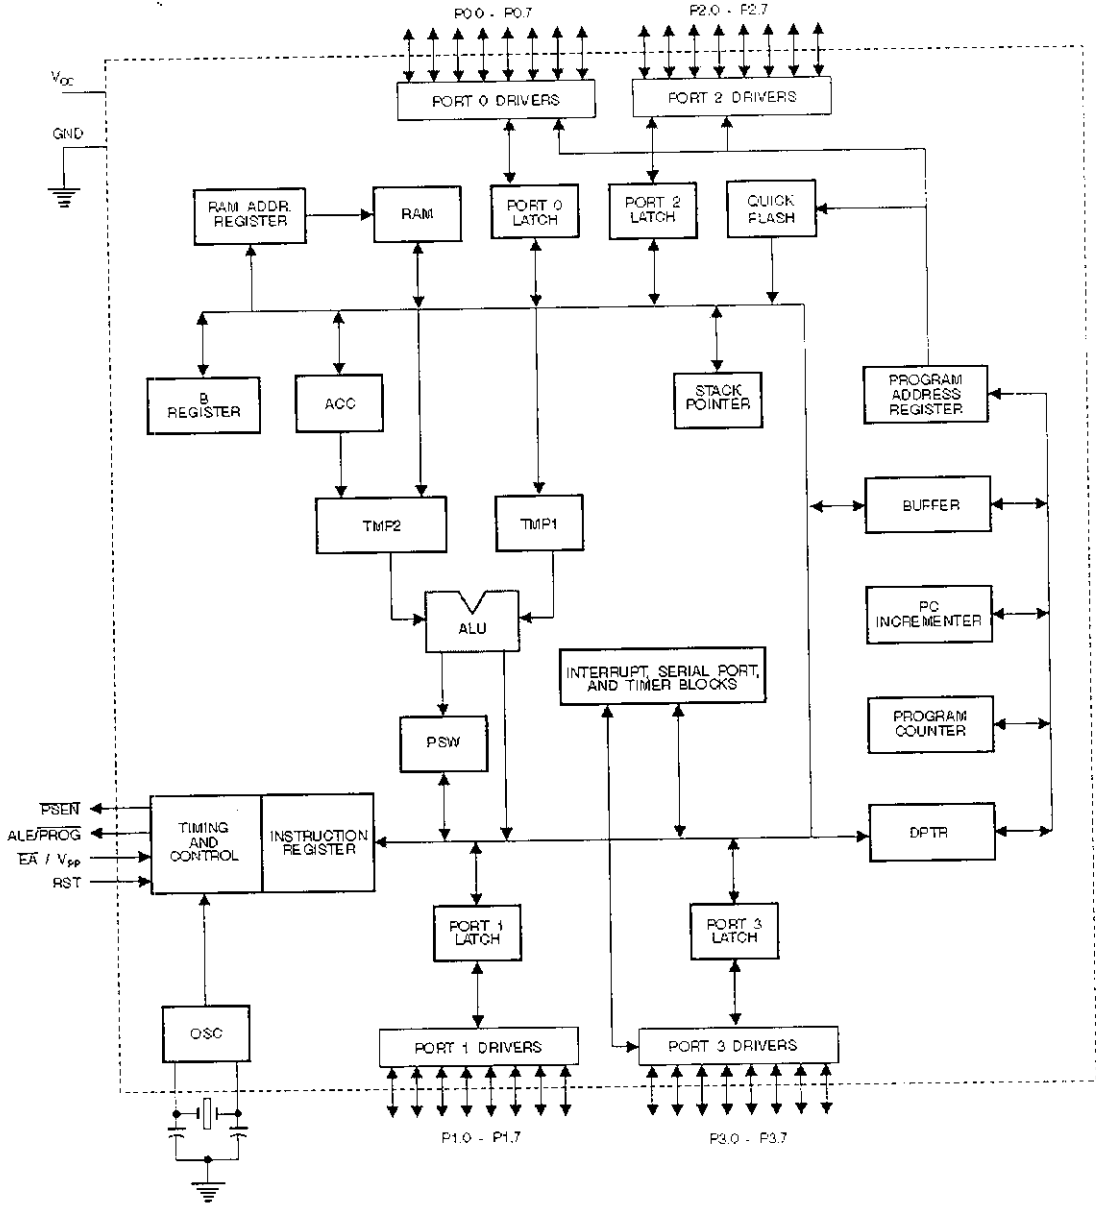 P0.0 - P0.7
P2.0 - P2.7
VCC
GND
PORT 0 DRIVERS
PORT 2 DRIVERS
RAM ADDR.
REGISTER
RAM
PORT 0
LATCH
PORT 2
LATCH
QUICK
FLASH
B
REGISTER
ACC
STACK
POINTER
PROGRAM
ADDRESS
REGISTER
TMP2
TMP1
BUFFER
ALU
PC
INCREMENTER
INTERRUPT, SERIAL PORT,
AND TIMER BLOCKS
PSW
PROGRAM
COUNTER
PSEN
ALE/PROG
EA / VPP
RST
TIMING
AND
CONTROL
INSTRUCTION
REGISTER
DPTR
PORT 1
LATCH
PORT 3
LATCH
OSC
PORT 1 DRIVERS
PORT 3 DRIVERS
P1.0 - P1.7
P3.0 - P3.7